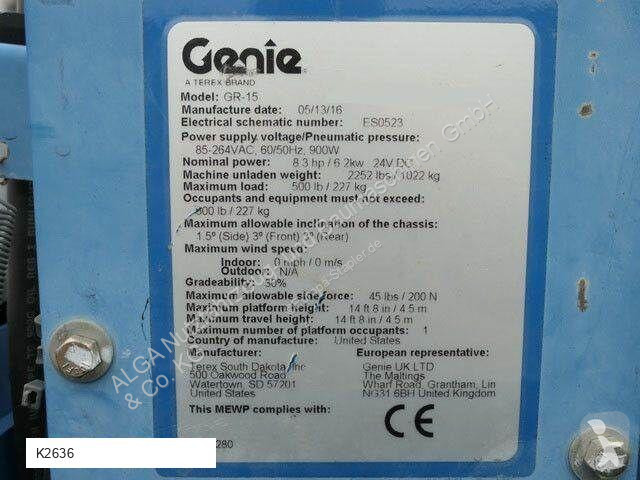 Genie
A TEREX BRAND
Model: GR-15
Manufacture date: 05/13/16
Electrical schematic number: ES0523
Power supply voltage/Pneumatic pressure:
85-264VAC, 60/50Hz, 900W
Nominal power: 8.3 hp / 6.2kw 24V DC
Machine unladen weight: 2252 lbs / 1022 kg
Maximum load: 500 lb / 227 kg
Occupants and equipment must not exceed:
500 lb / 227 kg
Maximum allowable inclination of the chassis:
1.5º (Side) 3º (Front) 3º (Rear)
Maximum wind speed:
Indoor: 0 mph / 0 m/s
Outdoor: N/A
Gradeability: 30%
Maximum allowable side force: 45 lbs / 200 N
Maximum platform height: 14 ft 8 in / 4.5 m
Maximum travel height: 14 ft 8 in / 4.5 m
Maximum number of platform occupants: 1
Country of manufacture: United States
Manufacturer: European representative:
Terex South Dakota, Inc Genie UK LTD
500 Oakwood Road The Maltings
Watertown, SD 57201 Wharf Road, Grantham, Lin
United States NG31 6BH United Kingdom
This MEWP complies with: CE
280
K2636